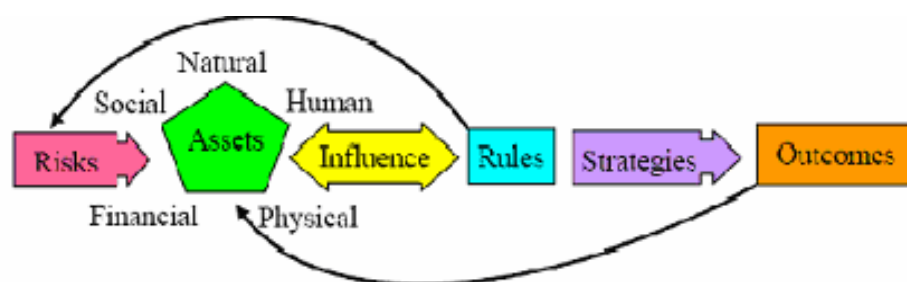 Natural
Social
Human
Risks
Assets
Influence
Rules
Strategies
Outcomes
Financial
Physical